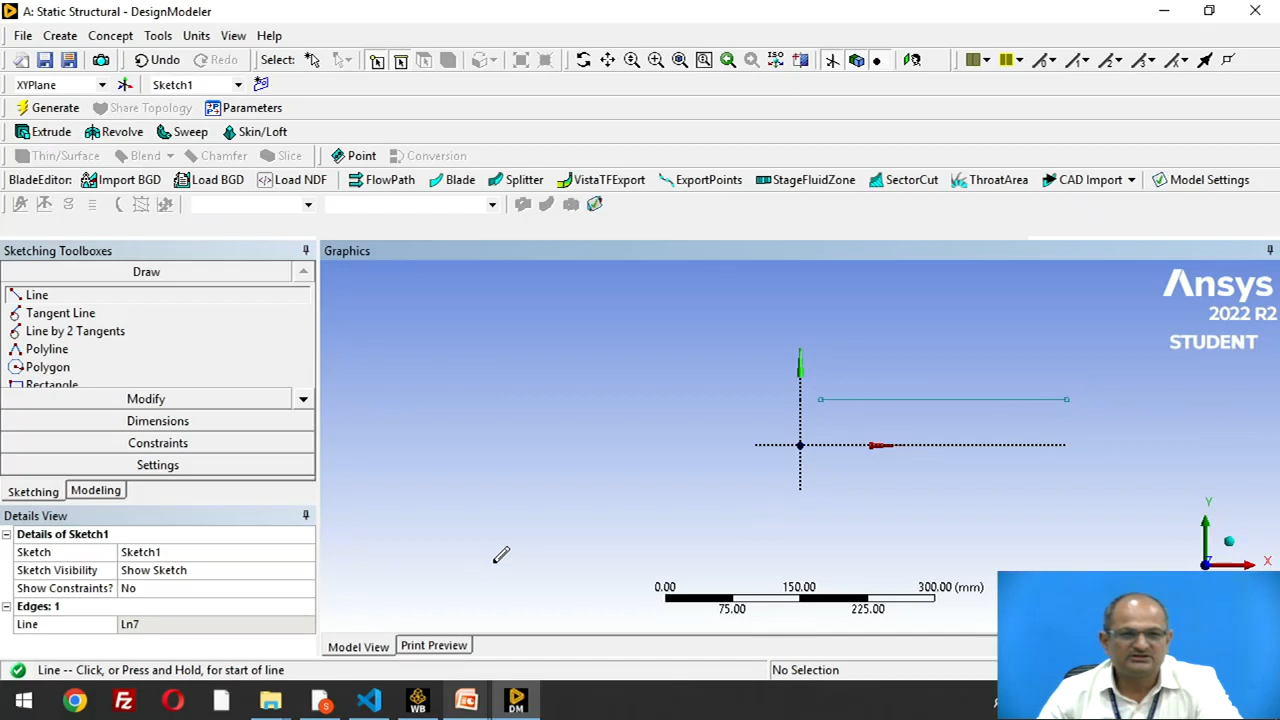 A: Static Structural - DesignModeler
File Create Concept Tools Units View Help
Undo Redo Select: ISO
XYPlane Sketch1
Generate Share Topology Parameters
Extrude Revolve Sweep Skin/Loft
Thin/Surface Blend Chamfer Slice Point Conversion
BladeEditor: Import BGD Load BGD Load NDF FlowPath Blade Splitter VistaTFExport ExportPoints StageFluidZone SectorCut ThroatArea CAD Import Model Settings
Sketching Toolboxes
Draw
Line
Tangent Line
Line by 2 Tangents
Polyline
Polygon
Rectangle
Modify
Dimensions
Constraints
Settings
Sketching Modeling
Details View
Details of Sketch1
Sketch Sketch1
Sketch Visibility Show Sketch
Show Constraints? No
Edges: 1
Line Ln7
Graphics
Ansys
2022 R2
STUDENT
Y
X
0.00 150.00 300.00 (mm)
75.00 225.00
Model View Print Preview
Line -- Click, or Press and Hold, for start of line No Selection
WB DM